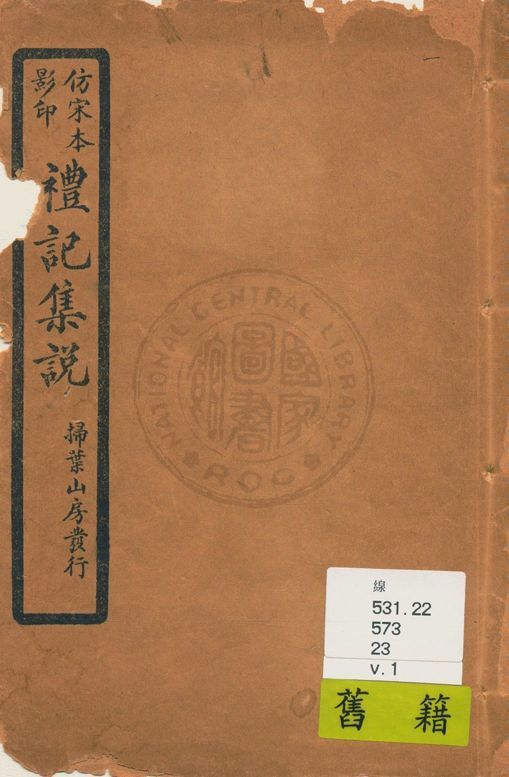 仿宋本
影印
禮記集説
掃葉山房發行
NATIONAL CENTRAL LIBRARY
ROC
國家
圖書
館
線
531.22
573
23
v.1
舊籍